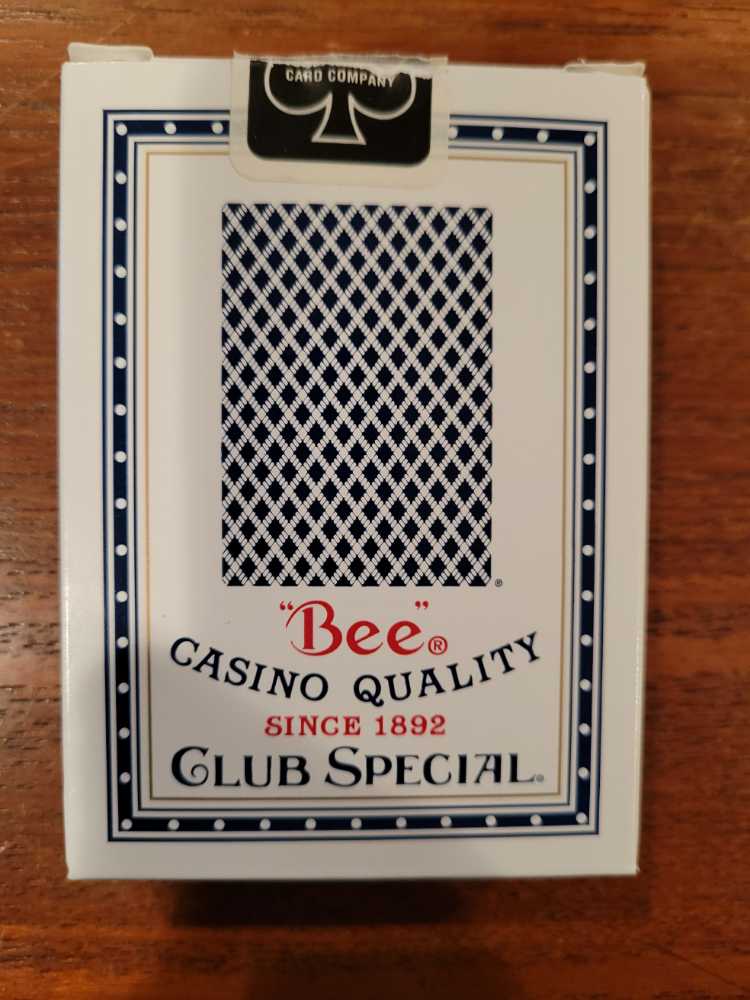 CARD COMPANY
®
"Bee"®
CASINO QUALITY
SINCE 1892
CLUB SPECIAL®